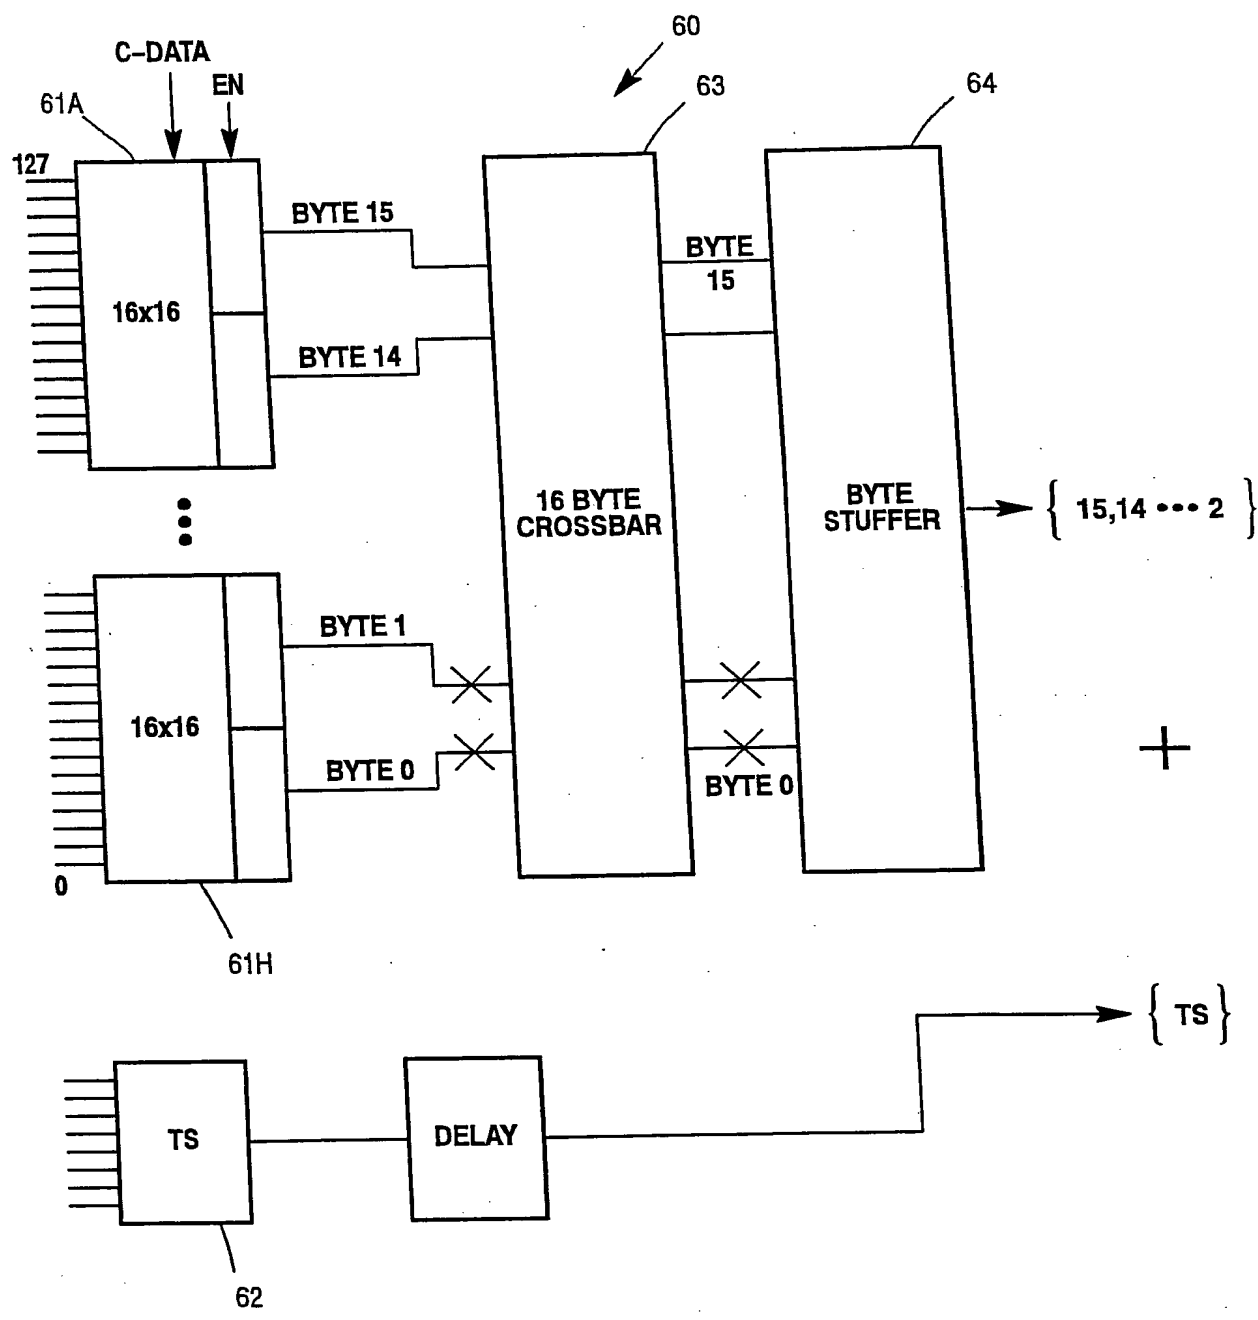 60
C–DATA
EN
61A
63
64
127
BYTE 15
BYTE
15
16x16
BYTE 14
16 BYTE
CROSSBAR
BYTE
STUFFER
{ 15,14 ••• 2 }
BYTE 1
16x16
BYTE 0
BYTE 0
+
0
61H
{ TS }
TS
DELAY
62